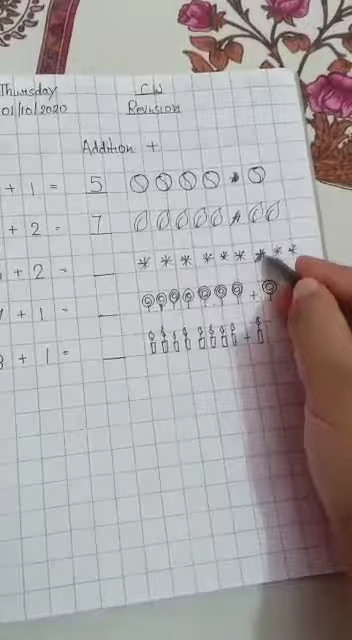 Thursday CW
01/10/2020 Revision
Addition +
+ 1 = 5
+ 2 = 7
+ 2 =
+ 1 =
+ 1 =